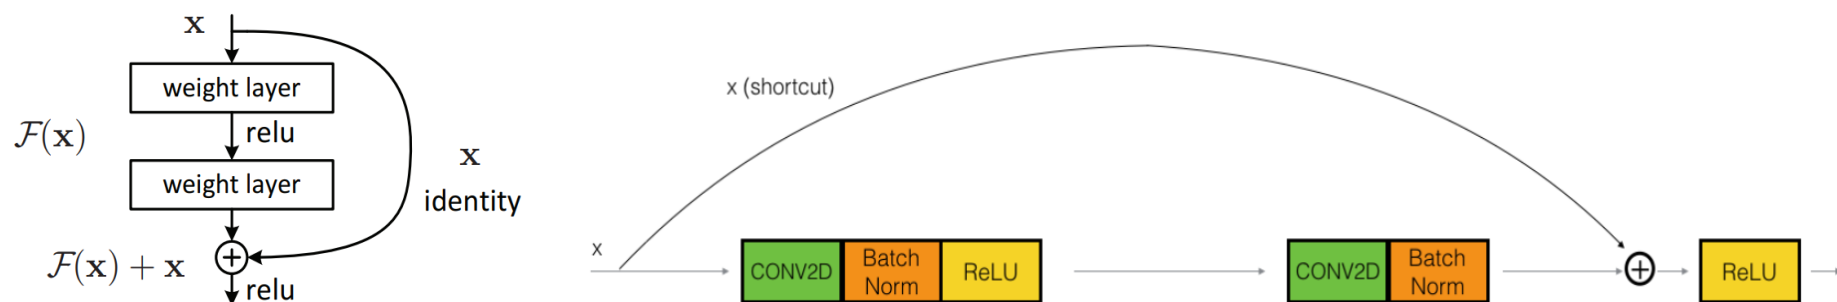 x
weight layer
F(x)
relu
x
identity
weight layer
F(x) + x
+
relu
x (shortcut)
x
CONV2D
Batch
Norm
ReLU
CONV2D
Batch
Norm
+
ReLU